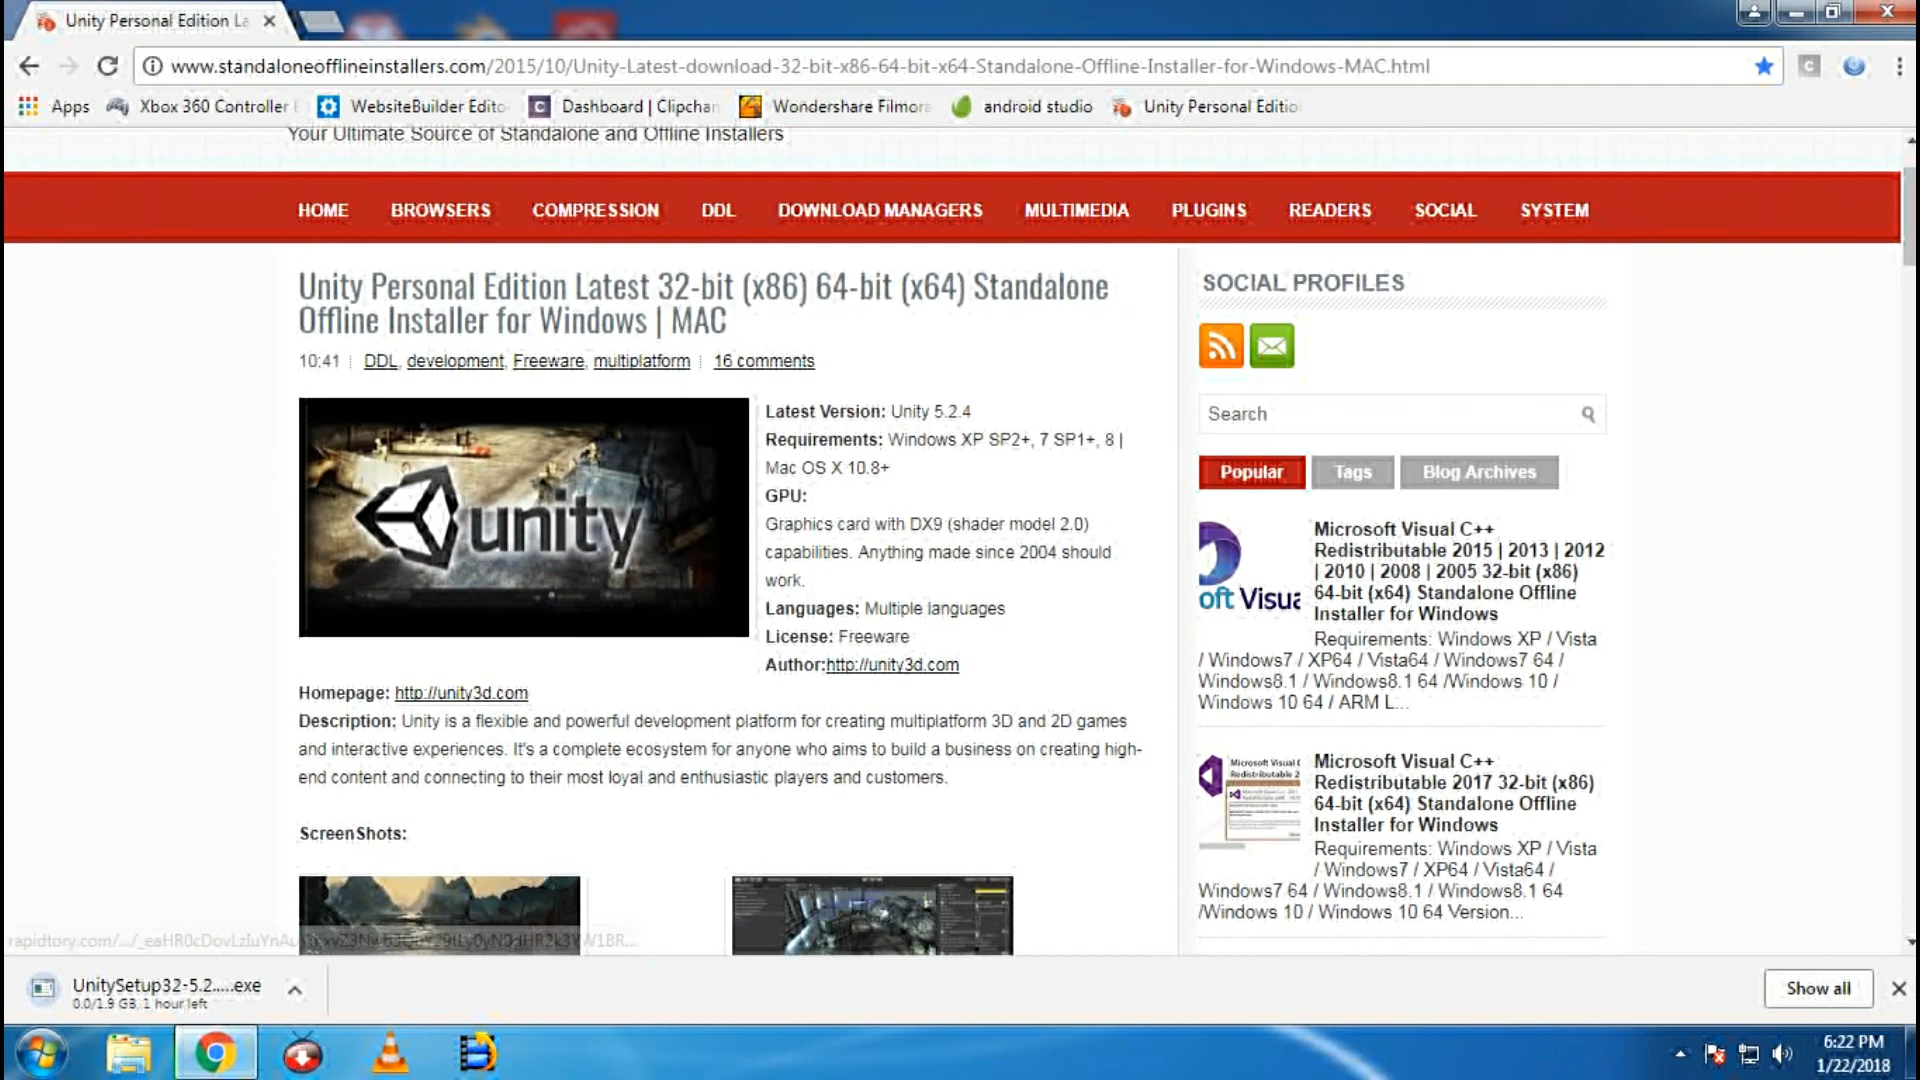 Unity Personal Edition La
www.standaloneofflineinstallers.com/2015/10/Unity-Latest-download-32-bit-x86-64-bit-x64-Standalone-Offline-Installer-for-Windows-MAC.html
Apps Xbox 360 Controller WebsiteBuilder Edito Dashboard | Clipchar Wondershare Filmora android studio Unity Personal Editio
Your Ultimate Source of Standalone and Offline Installers
HOME BROWSERS COMPRESSION DDL DOWNLOAD MANAGERS MULTIMEDIA PLUGINS READERS SOCIAL SYSTEM
Unity Personal Edition Latest 32-bit (x86) 64-bit (x64) Standalone
Offline Installer for Windows | MAC
10:41 | DDL, development, Freeware, multiplatform | 16 comments
unity
Latest Version: Unity 5.2.4
Requirements: Windows XP SP2+, 7 SP1+, 8 |
Mac OS X 10.8+
GPU:
Graphics card with DX9 (shader model 2.0)
capabilities. Anything made since 2004 should
work.
Languages: Multiple languages
License: Freeware
Author:http://unity3d.com
Homepage: http://unity3d.com
Description: Unity is a flexible and powerful development platform for creating multiplatform 3D and 2D games
and interactive experiences. It's a complete ecosystem for anyone who aims to build a business on creating high-
end content and connecting to their most loyal and enthusiastic players and customers.
ScreenShots:
SOCIAL PROFILES
Search
Popular Tags Blog Archives
oft Visua
Microsoft Visual C++
Redistributable 2015 | 2013 | 2012
| 2010 | 2008 | 2005 32-bit (x86)
64-bit (x64) Standalone Offline
Installer for Windows
Requirements: Windows XP / Vista
/ Windows7 / XP64 / Vista64 / Windows7 64 /
Windows8.1 / Windows8.1 64 /Windows 10 /
Windows 10 64 / ARM L...
Microsoft Visual C
Redistributable 2
Microsoft Visual C++
Redistributable 2017 32-bit (x86)
64-bit (x64) Standalone Offline
Installer for Windows
Requirements: Windows XP / Vista
/ Windows7 / XP64 / Vista64 /
Windows7 64 / Windows8.1 / Windows8.1 64
/Windows 10 / Windows 10 64 Version...
UnitySetup32-5.2.....exe
0.0/1.9 GB, 1 hour left
Show all
6:22 PM
1/22/2018